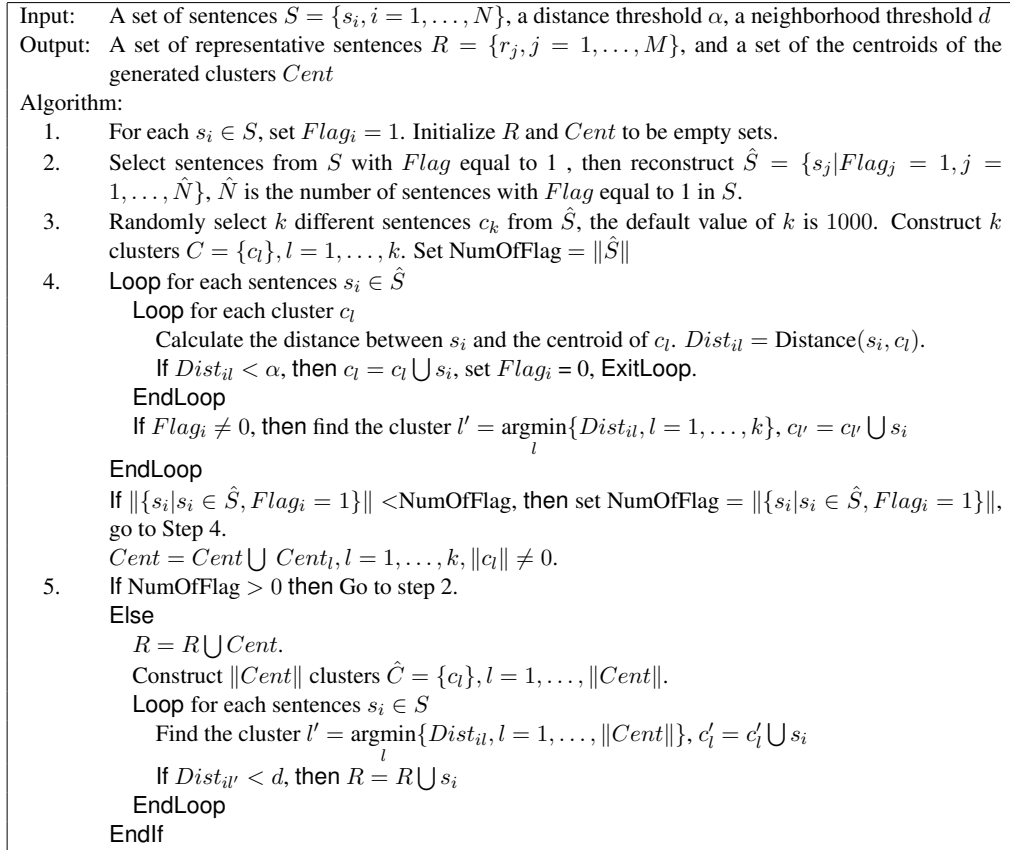 Input: A set of sentences S = {s_i, i = 1, . . . , N}, a distance threshold α, a neighborhood threshold d
Output: A set of representative sentences R = {r_j, j = 1, . . . , M}, and a set of the centroids of the
generated clusters Cent
Algorithm:
1. For each s_i ∈ S, set Flag_i = 1. Initialize R and Cent to be empty sets.
2. Select sentences from S with Flag equal to 1 , then reconstruct Ŝ = {s_j|Flag_j = 1, j =
1, . . . , N̂}, N̂ is the number of sentences with Flag equal to 1 in S.
3. Randomly select k different sentences c_k from Ŝ, the default value of k is 1000. Construct k
clusters C = {c_l}, l = 1, . . . , k. Set NumOfFlag = ‖Ŝ‖
4. Loop for each sentences s_i ∈ Ŝ
Loop for each cluster c_l
Calculate the distance between s_i and the centroid of c_l. Dist_il = Distance(s_i, c_l).
If Dist_il < α, then c_l = c_l ⋃ s_i, set Flag_i = 0, ExitLoop.
EndLoop
If Flag_i ≠ 0, then find the cluster l′ = argmin_l{Dist_il, l = 1, . . . , k}, c_l′ = c_l′ ⋃ s_i
EndLoop
If ‖{s_i|s_i ∈ Ŝ, Flag_i = 1}‖ <NumOfFlag, then set NumOfFlag = ‖{s_i|s_i ∈ Ŝ, Flag_i = 1}‖,
go to Step 4.
Cent = Cent ⋃ Cent_l, l = 1, . . . , k, ‖c_l‖ ≠ 0.
5. If NumOfFlag > 0 then Go to step 2.
Else
R = R ⋃ Cent.
Construct ‖Cent‖ clusters Ĉ = {c_l}, l = 1, . . . , ‖Cent‖.
Loop for each sentences s_i ∈ S
Find the cluster l′ = argmin_l{Dist_il, l = 1, . . . , ‖Cent‖}, c′_l = c′_l ⋃ s_i
If Dist_il′ < d, then R = R ⋃ s_i
EndLoop
EndIf